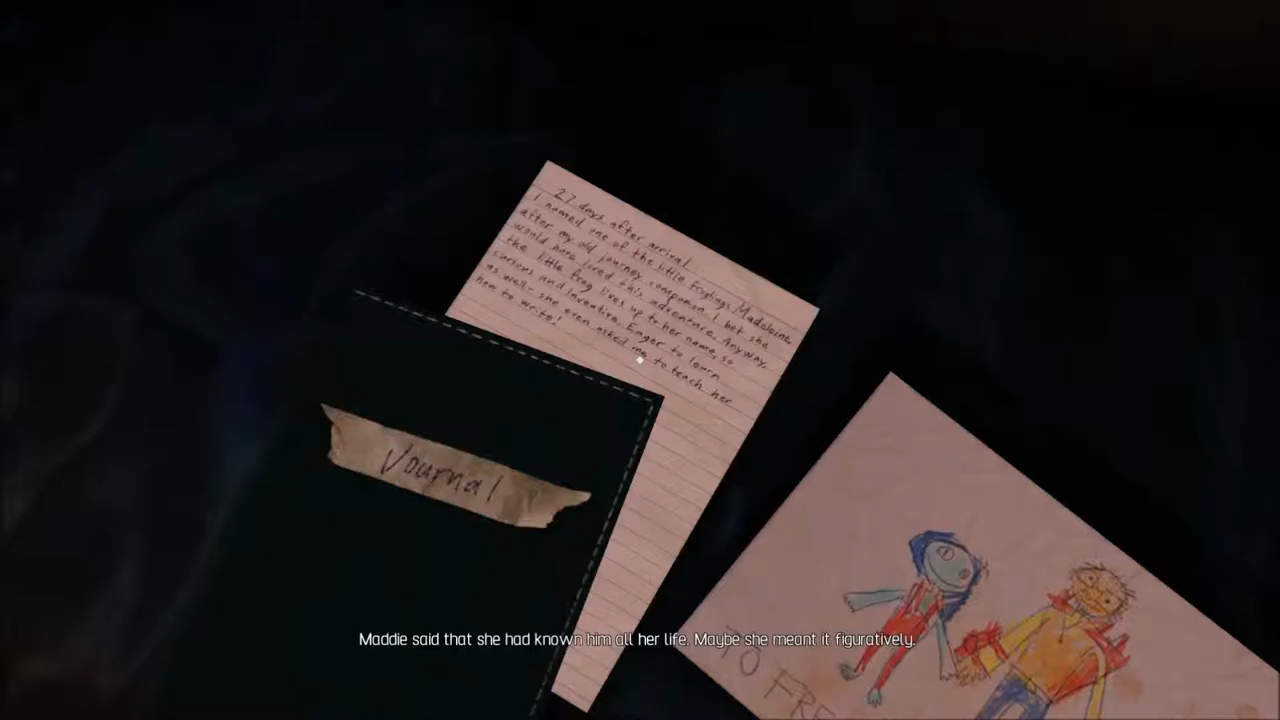 27 days after arrival
I named one of the little froglings Madeleine,
after my old journey companion. I bet she
would have loved this adventure. Anyway,
the little frog lives up to her name, so
curious and inventive. Eager to learn
as well - she even asked me to teach her
how to write!
Journal
TO FRE
Maddie said that she had known him all her life. Maybe she meant it figuratively.